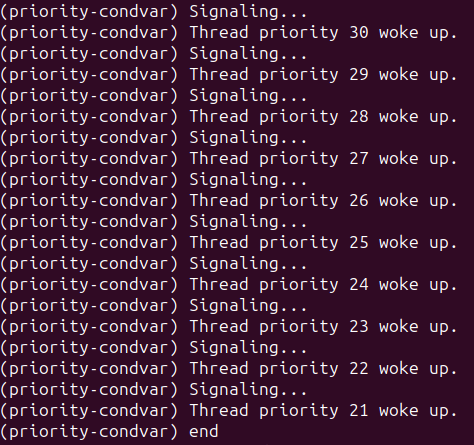 (priority-condvar) Signaling...
(priority-condvar) Thread priority 30 woke up.
(priority-condvar) Signaling...
(priority-condvar) Thread priority 29 woke up.
(priority-condvar) Signaling...
(priority-condvar) Thread priority 28 woke up.
(priority-condvar) Signaling...
(priority-condvar) Thread priority 27 woke up.
(priority-condvar) Signaling...
(priority-condvar) Thread priority 26 woke up.
(priority-condvar) Signaling...
(priority-condvar) Thread priority 25 woke up.
(priority-condvar) Signaling...
(priority-condvar) Thread priority 24 woke up.
(priority-condvar) Signaling...
(priority-condvar) Thread priority 23 woke up.
(priority-condvar) Signaling...
(priority-condvar) Thread priority 22 woke up.
(priority-condvar) Signaling...
(priority-condvar) Thread priority 21 woke up.
(priority-condvar) end